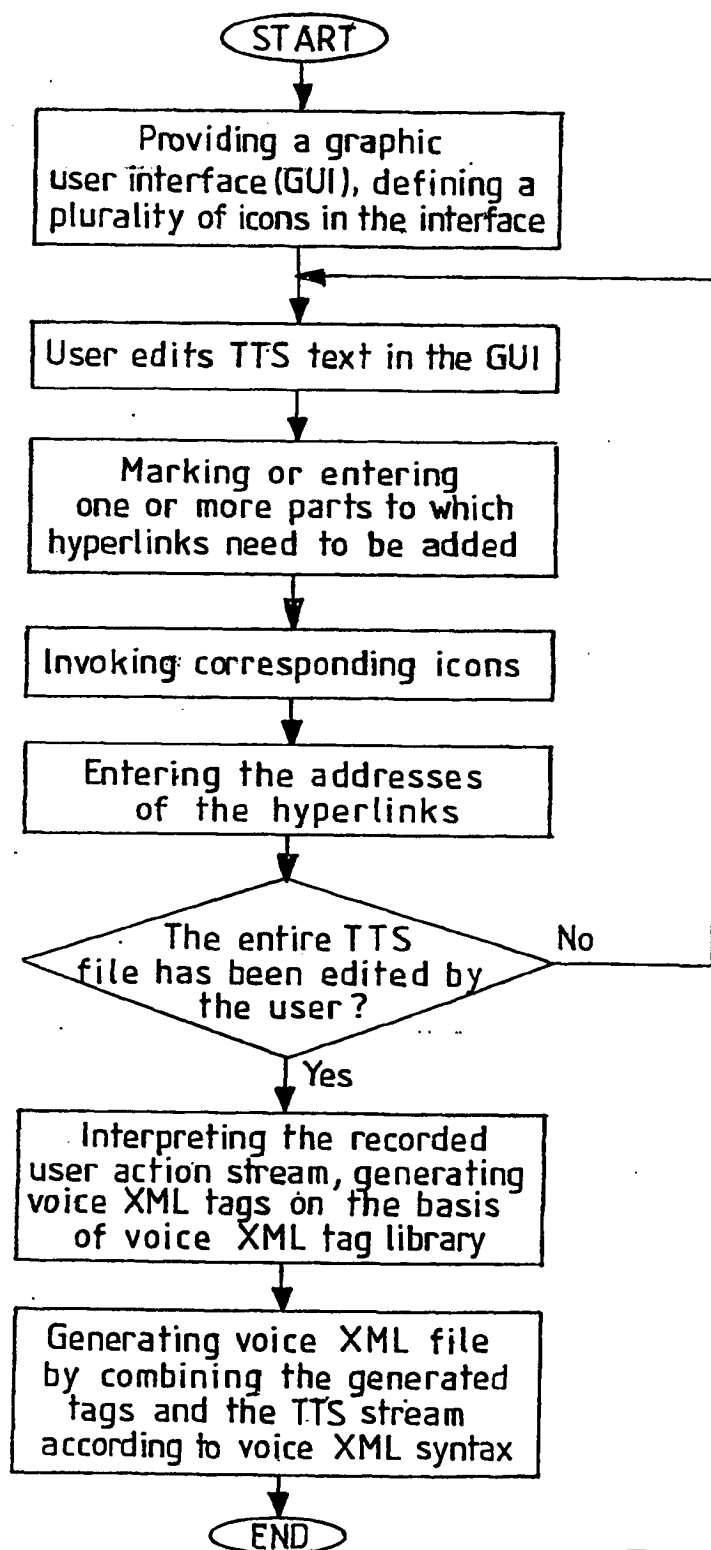 START
Providing a graphic
user interface (GUI), defining a
plurality of icons in the interface
User edits TTS text in the GUI
Marking or entering
one or more parts to which
hyperlinks need to be added
Invoking corresponding icons
Entering the addresses
of the hyperlinks
The entire TTS
file has been edited by
the user?
No
Yes
Interpreting the recorded
user action stream, generating
voice XML tags on the basis
of voice XML tag library
Generating voice XML file
by combining the generated
tags and the TTS stream
according to voice XML syntax
END